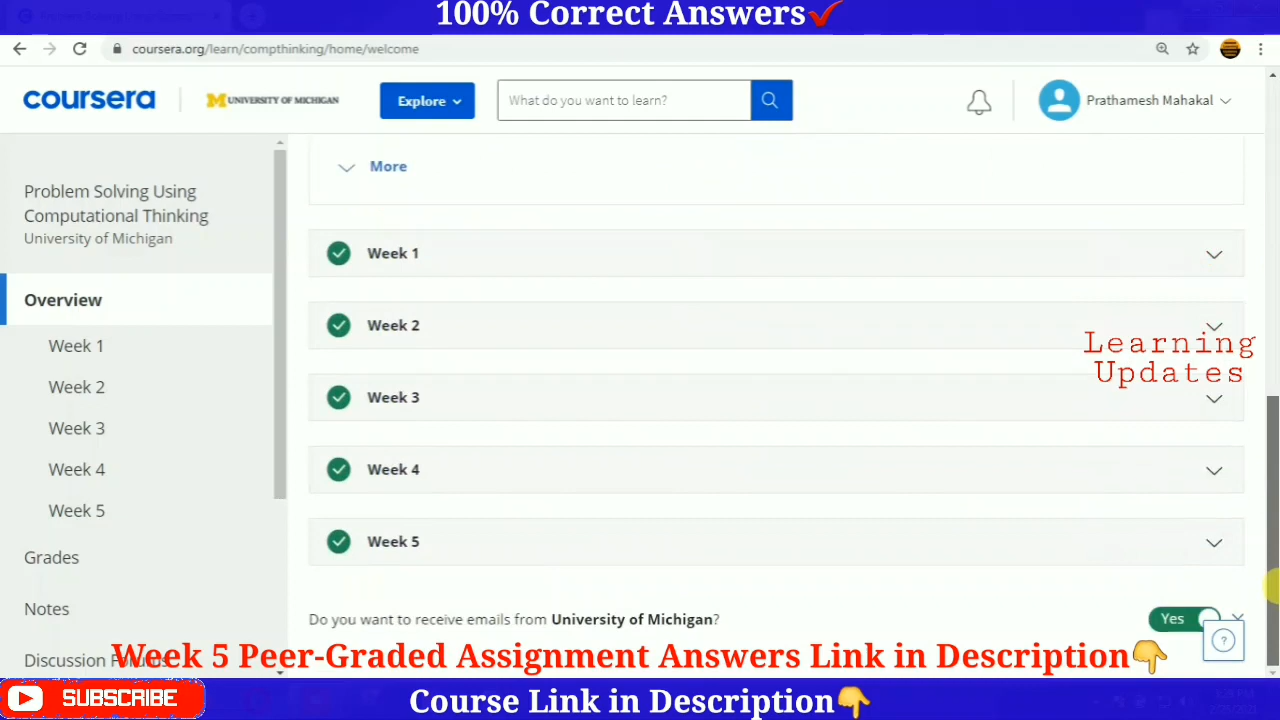 100% Correct Answers
coursera.org/learn/compthinking/home/welcome
coursera
M UNIVERSITY OF MICHIGAN
Explore
What do you want to learn?
Prathamesh Mahakal
Problem Solving Using
Computational Thinking
University of Michigan
Overview
Week 1
Week 2
Week 3
Week 4
Week 5
Grades
Notes
Discussion Forums
More
Week 1
Week 2
Week 3
Week 4
Week 5
Learning
Updates
Do you want to receive emails from University of Michigan?
Yes
?
Week 5 Peer-Graded Assignment Answers Link in Description
SUBSCRIBE
Course Link in Description